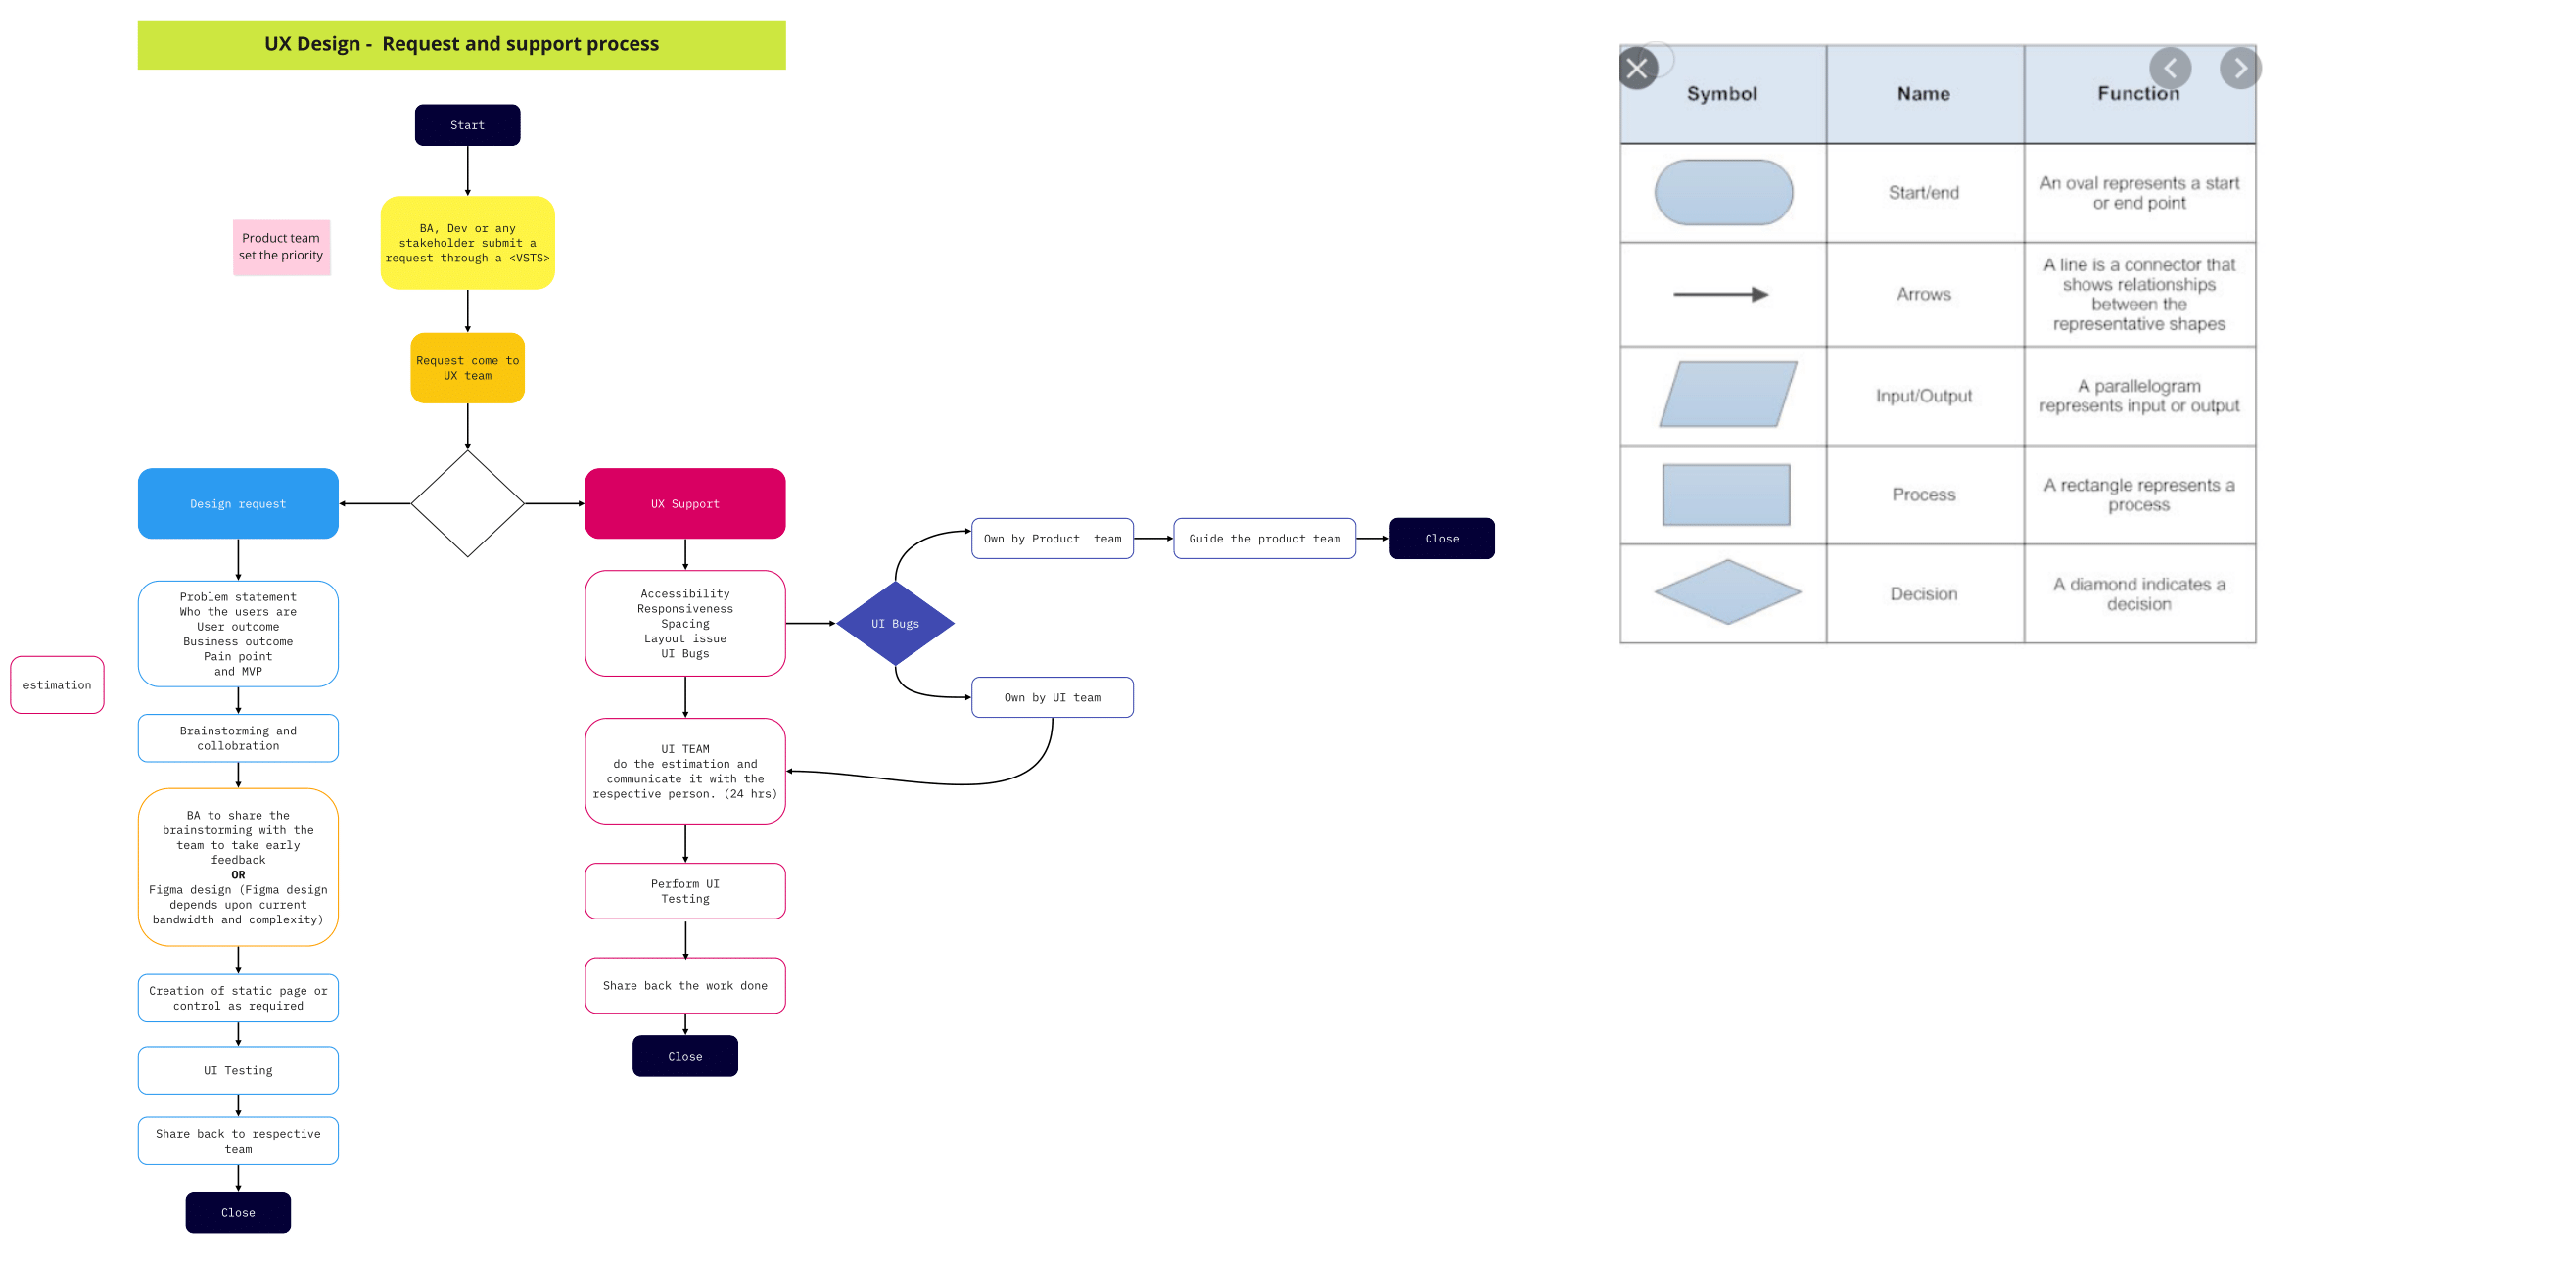 UX Design -  Request and support process
Start
Product team
set the priority
BA, Dev or any
stakeholder submit a
request through a <VSTS>
Request come to
UX team
Design request
UX Support
Problem statement
Who the users are
User outcome
Business outcome
Pain point
and MVP
estimation
Brainstorming and
collobration
BA to share the
brainstorming with the
team to take early
feedback
OR
Figma design (Figma design
depends upon current
bandwidth and complexity)
Creation of static page or
control as required
UI Testing
Share back to respective
team
Close
Accessibility
Responsiveness
Spacing
Layout issue
UI Bugs
UI TEAM
do the estimation and
communicate it with the
respective person. (24 hrs)
Perform UI
Testing
Share back the work done
Close
UI Bugs
Own by Product  team
Guide the product team
Close
Own by UI team
Symbol
Name
Function
Start/end
An oval represents a start
or end point
Arrows
A line is a connector that
shows relationships
between the
representative shapes
Input/Output
A parallelogram
represents input or output
Process
A rectangle represents a
process
Decision
A diamond indicates a
decision